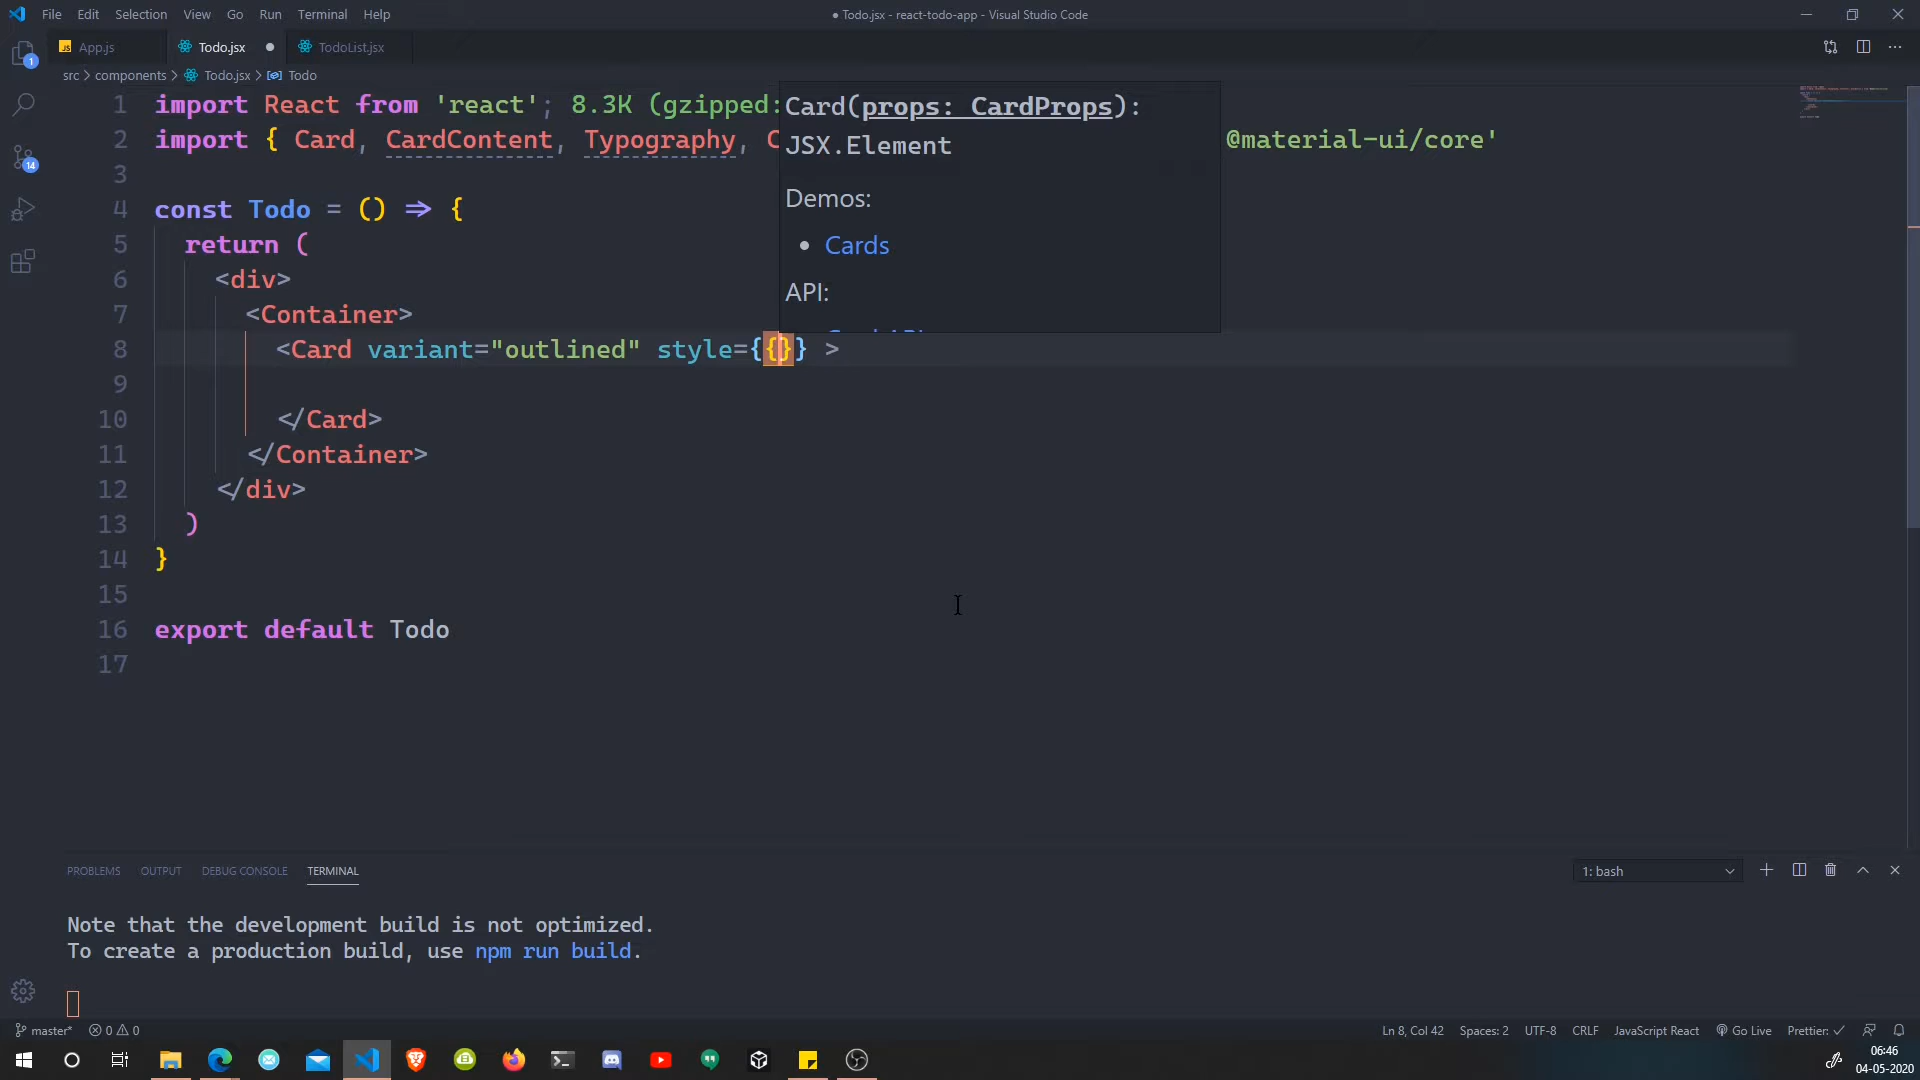 File Edit Selection View Go Run Terminal Help
● Todo.jsx - react-todo-app - Visual Studio Code
JS App.js Todo.jsx ● TodoList.jsx
src > components > Todo.jsx > Todo
1 import React from 'react'; 8.3K (gzipped:
2 import { Card, CardContent, Typography, C @material-ui/core'
3
4 const Todo = () => {
5 return (
6 <div>
7 <Container>
8 <Card variant="outlined" style={{}} >
9
10 </Card>
11 </Container>
12 </div>
13 )
14 }
15
16 export default Todo
17
Card(props: CardProps):
JSX.Element
Demos:
● Cards
API:
1
14
PROBLEMS OUTPUT DEBUG CONSOLE TERMINAL 1: bash
Note that the development build is not optimized.
To create a production build, use npm run build.
master* 0 0 Ln 8, Col 42 Spaces: 2 UTF-8 CRLF JavaScript React Go Live Prettier: ✓
06:46
04-05-2020